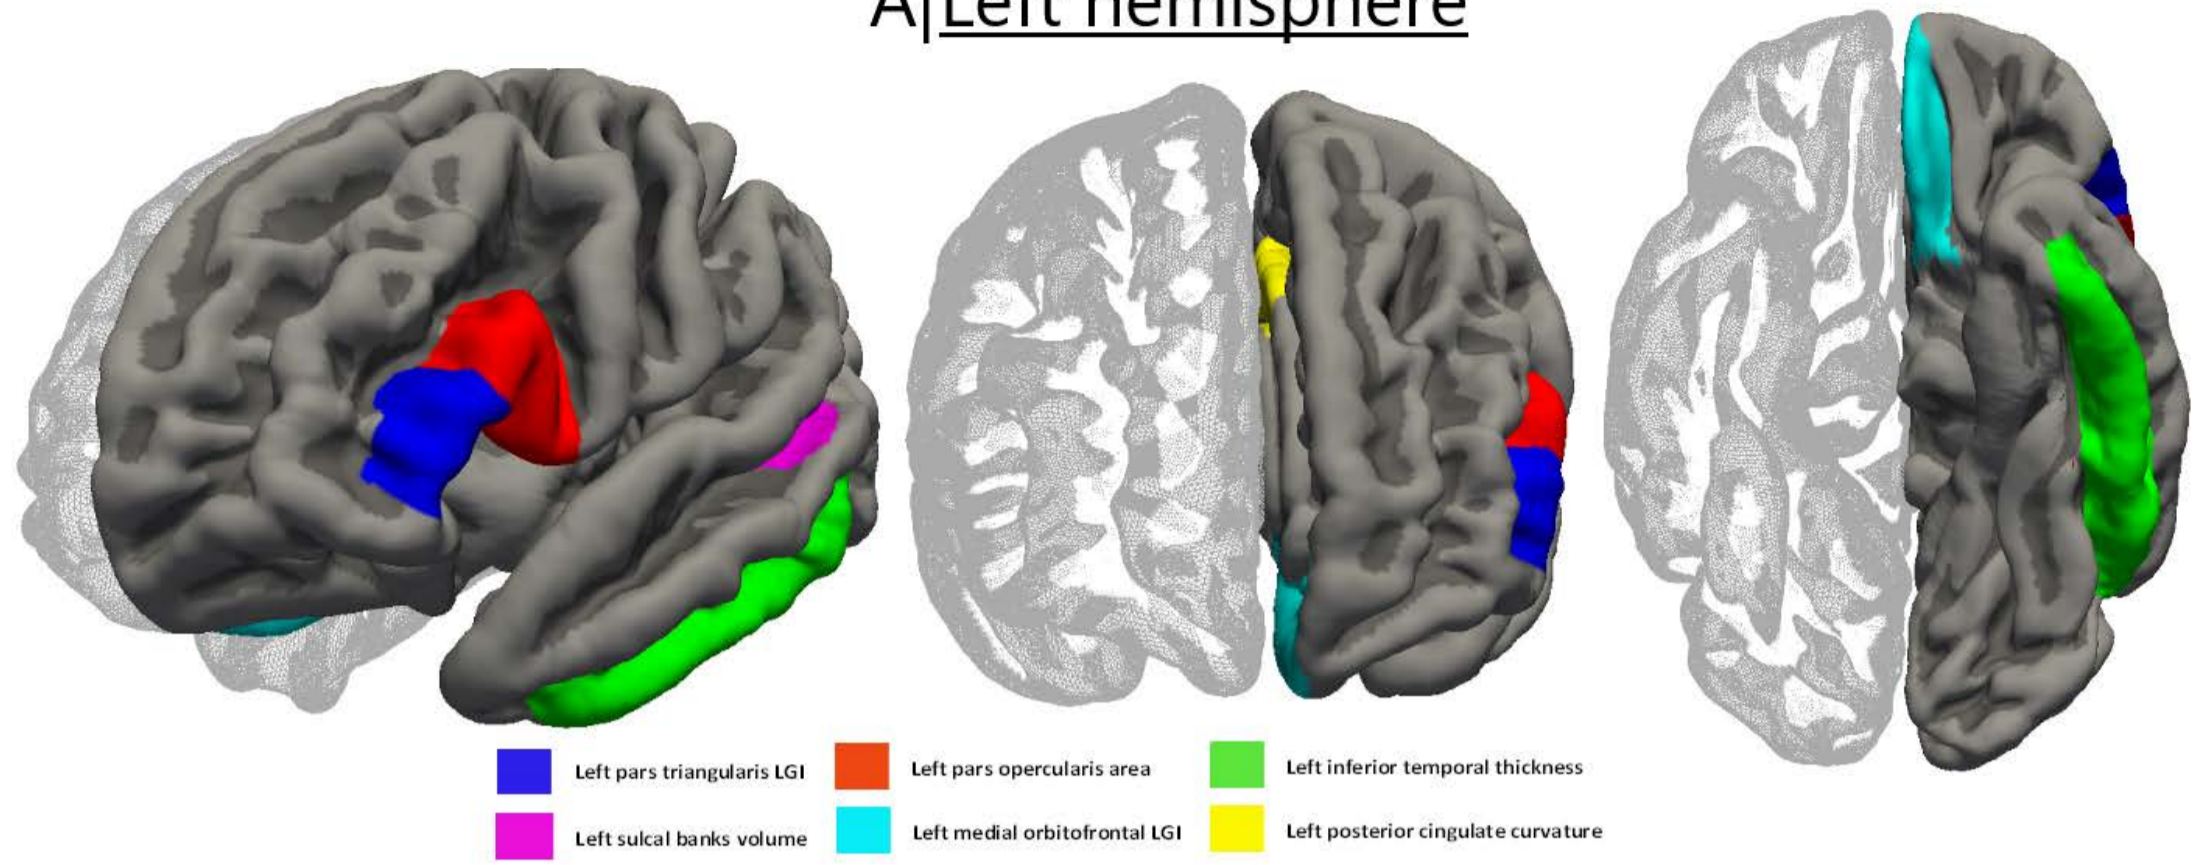 A|Left hemisphere
Left pars triangularis LGI
Left pars opercularis area
Left inferior temporal thickness
Left sulcal banks volume
Left medial orbitofrontal LGI
Left posterior cingulate curvature